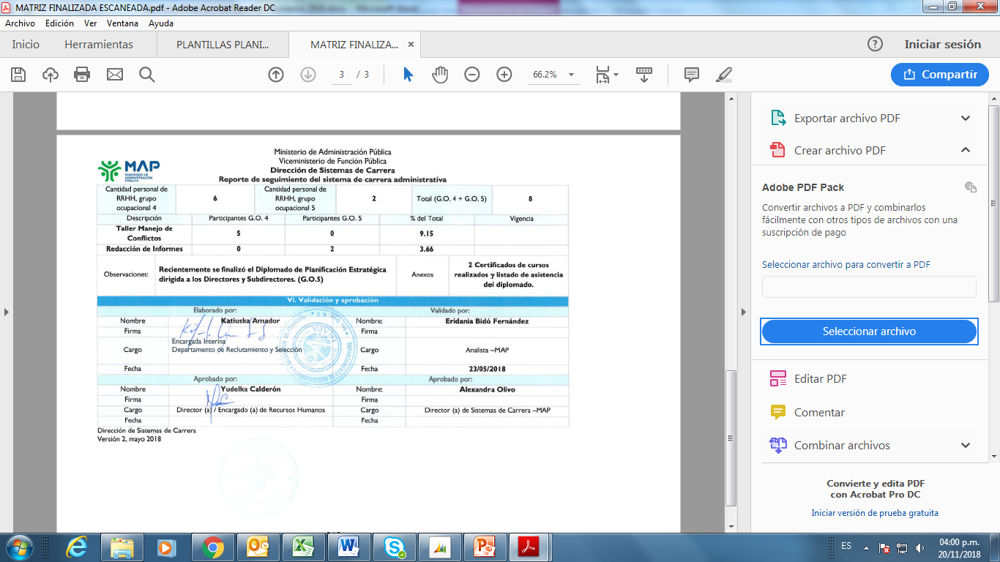 MATRIZ FINALIZADA ESCANEADA.pdf - Adobe Acrobat Reader DC
Archivo Edición Ver Ventana Ayuda
Inicio Herramientas PLANTILLAS PLANI... MATRIZ FINALIZA... × ? Iniciar sesión
3 / 3 66.2% Compartir
Exportar archivo PDF
Crear archivo PDF
Adobe PDF Pack
Convertir archivos a PDF y combinarlos
fácilmente con otros tipos de archivos con una
suscripción de pago
Seleccionar archivo para convertir a PDF
Seleccionar archivo
Editar PDF
Comentar
Combinar archivos
Convierte y edita PDF
con Acrobat Pro DC
Iniciar versión de prueba gratuita
MAP
MINISTERIO DE
ADMINISTRACIÓN
PÚBLICA
Ministerio de Administración Pública
Viceministerio de Función Pública
Dirección de Sistemas de Carrera
Reporte de seguimiento del sistema de carrera administrativa
Cantidad personal de
RRHH, grupo
ocupacional 4
6
Cantidad personal de
RRHH, grupo
ocupacional 5
2
Total (G.O. 4 + G.O. 5)
8
Descripción Participantes G.O. 4 Participantes G.O. 5 % del Total Vigencia
Taller Manejo de
Conflictos
5 0 9.15
Redacción de Informes 0 2 3.66
Observaciones:
Recientemente se finalizó el Diplomado de Planificación Estratégica
dirigida a los Directores y Subdirectores. (G.O.5)
Anexos
2 Certificados de cursos
realizados y listado de asistencia
del diplomado.
VI. Validación y aprobación
Elaborado por: Validado por:
Nombre Katiuska Amador Nombre: Eridania Bidó Fernández
Firma Firma
Cargo
Encargada Interina
Departamento de Reclutamiento y Selección
Cargo Analista –MAP
Fecha Fecha 23/05/2018
Aprobado por: Aprobado por:
Nombre Yudelka Calderón Nombre: Alexandra Olivo
Firma Firma
Cargo Director (a) / Encargado (a) de Recursos Humanos Cargo Director (a) de Sistemas de Carrera –MAP
Fecha Fecha
Dirección de Sistemas de Carrera
Versión 2, mayo 2018
ES 04:00 p.m.
20/11/2018